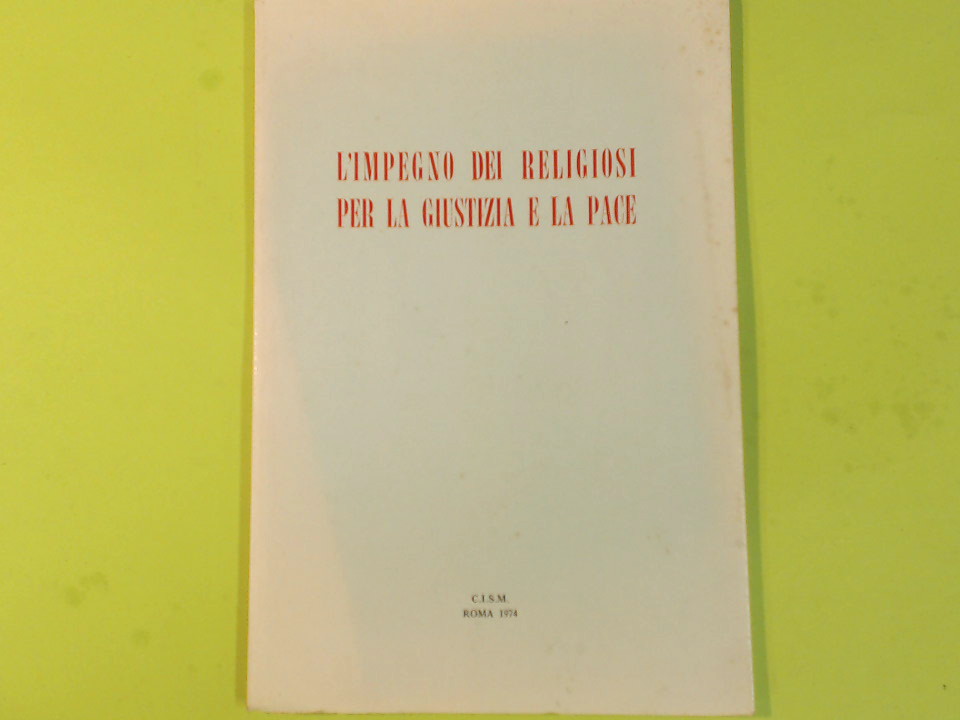 L'IMPEGNO DEI RELIGIOSI
PER LA GIUSTIZIA E LA PACE
C.I.S.M.
ROMA 1974